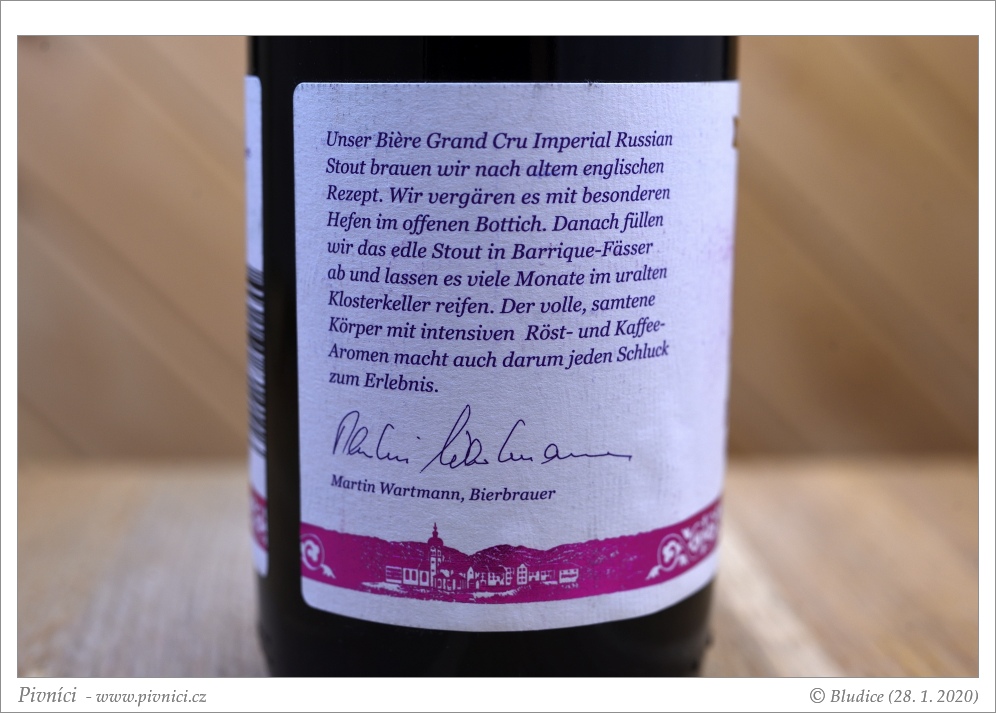 Unser Bière Grand Cru Imperial Russian
Stout brauen wir nach altem englischen
Rezept. Wir vergären es mit besonderen
Hefen im offenen Bottich. Danach füllen
wir das edle Stout in Barrique-Fässer
ab und lassen es viele Monate im uralten
Klosterkeller reifen. Der volle, samtene
Körper mit intensiven Röst- und Kaffee-
Aromen macht auch darum jeden Schluck
zum Erlebnis.
Martin Wartmann
Martin Wartmann, Bierbrauer
Pivníci - www.pivnici.cz
© Bludice (28. 1. 2020)